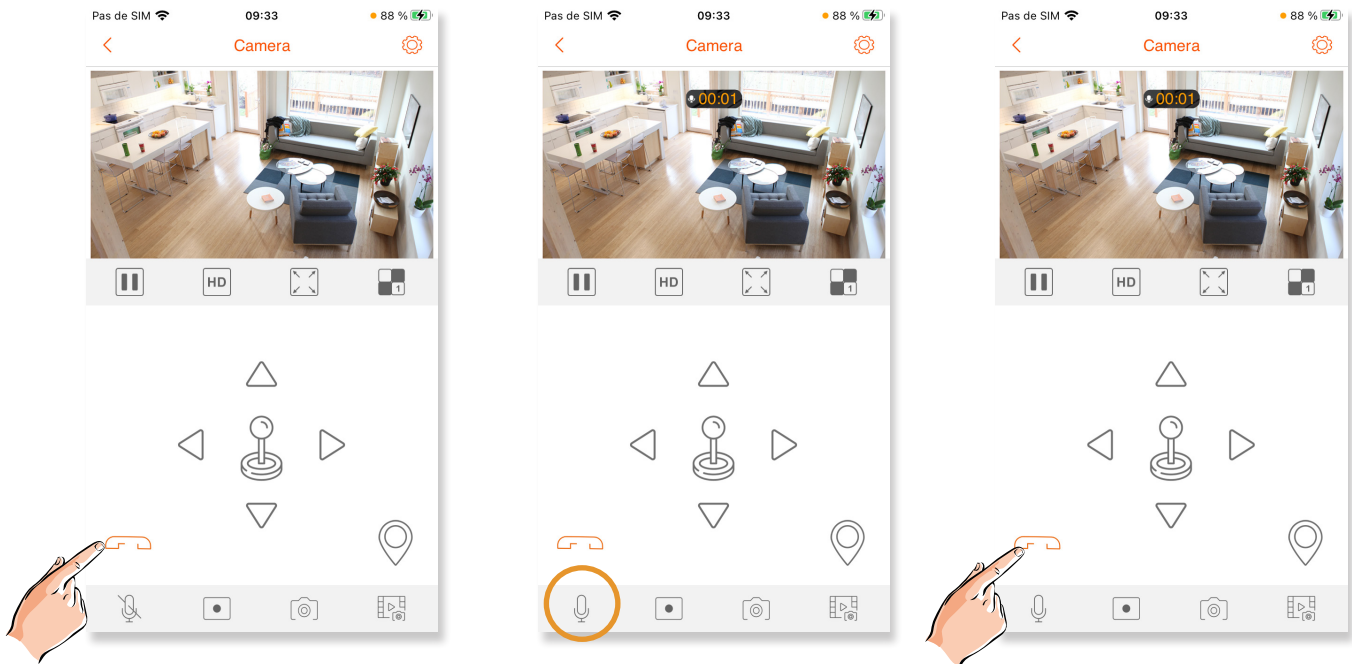 Pas de SIM 09:33 88 %
Camera
HD
1
Pas de SIM 09:33 88 %
Camera
00:01
HD
1
Pas de SIM 09:33 88 %
Camera
00:01
HD
1